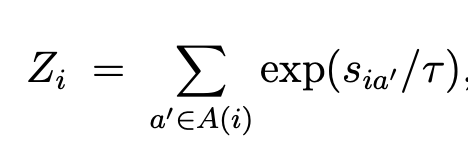 Z_i = \sum_{a' \in A(i)} \exp(s_{ia'}/\tau),